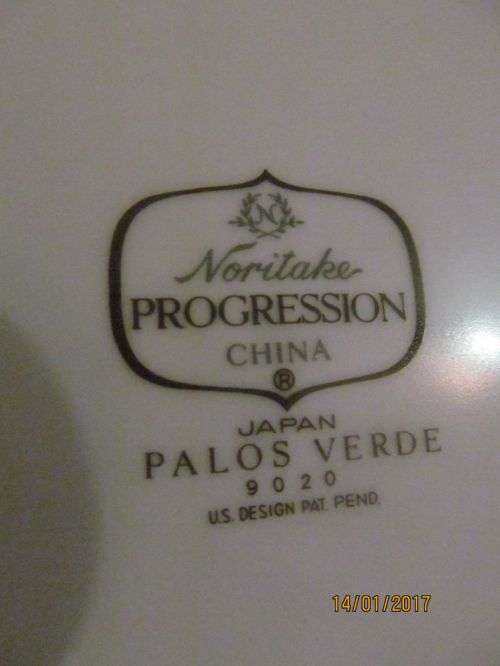 N
Noritake
PROGRESSION
CHINA
®
JAPAN
PALOS VERDE
9020
U.S. DESIGN PAT. PEND.
14/01/2017